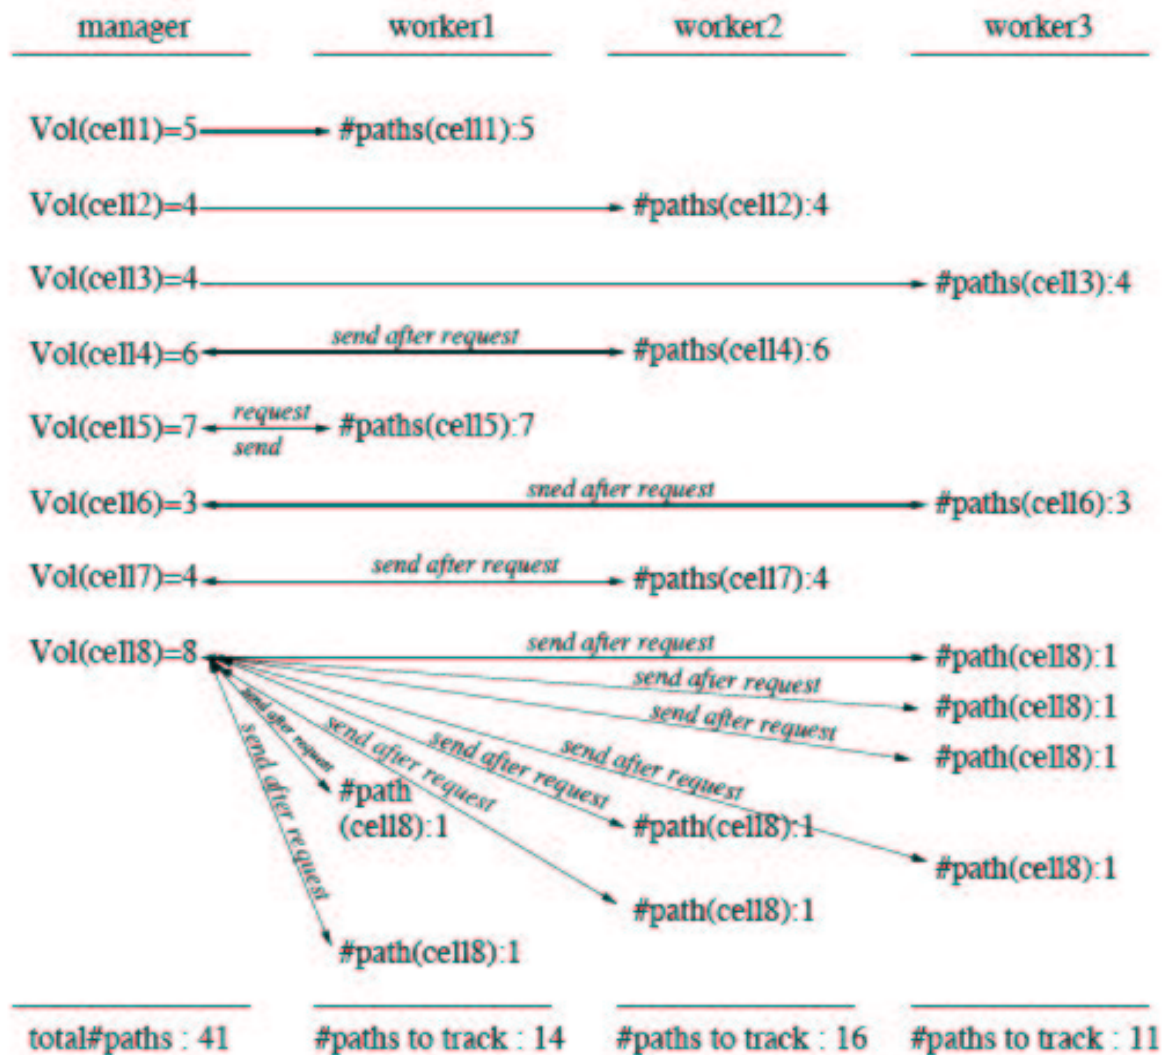 manager worker1 worker2 worker3
Vol(cell1)=5 #paths(cell1):5
Vol(cell2)=4 #paths(cell2):4
Vol(cell3)=4 #paths(cell3):4
send after request
Vol(cell4)=6 #paths(cell4):6
request
Vol(cell5)=7 #paths(cell5):7
send
sned after request
Vol(cell6)=3 #paths(cell6):3
send after request
Vol(cell7)=4 #paths(cell7):4
send after request
Vol(cell8)=8 #path(cell8):1
send after request
#path(cell8):1
send after request
#path(cell8):1
send after request
send after request
send after request
send after request
send after request
#path
(cell8):1
#path(cell8):1
#path(cell8):1
#path(cell8):1
#path(cell8):1
total#paths : 41 #paths to track : 14 #paths to track : 16 #paths to track : 11